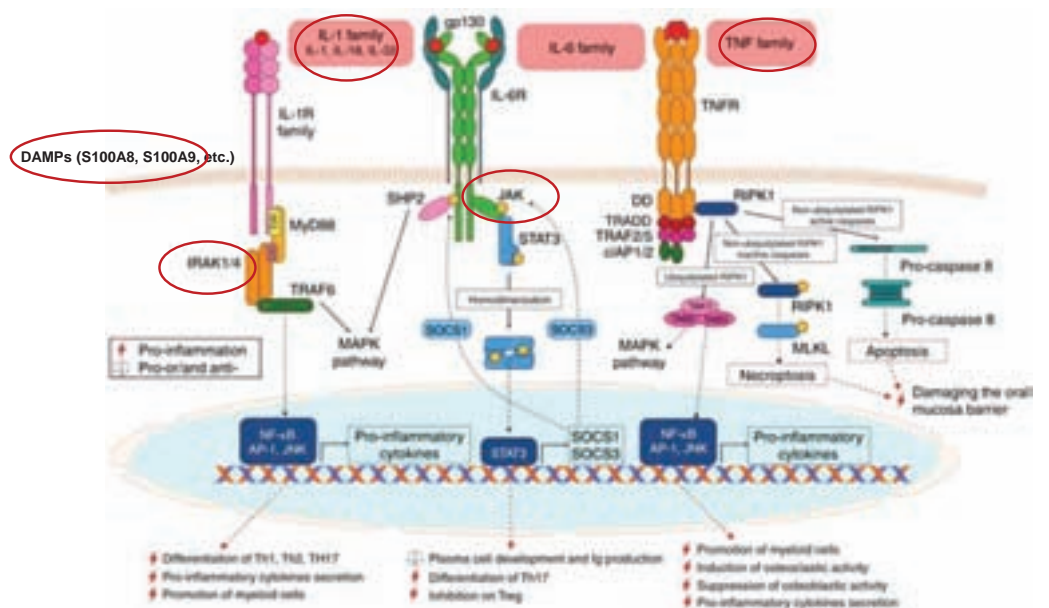 gp130
IL-1 family
IL-6 family
TNF family
IL-1R
family
IL-6R
TNFR
DAMPs (S100A8, S100A9, etc.)
SHP2
JAK
STAT3
MyD88
IRAK1/4
TRAF6
DD
TRADD
TRAF2/5
cIAP1/2
RIPK1
Pro-caspase 8
RIPK1
Pro-caspase 8
MLKL
Homodimerization
SOCS1
SOCS3
MAPK
pathway
MAPK
pathway
Apoptosis
Necroptosis
Damaging the oral
mucosa barrier
Pro-inflammation
Pro-or/and anti-
NF-κB
AP-1, JNK
Pro-inflammatory
cytokines
STAT3
SOCS1
SOCS3
NF-κB
AP-1, JNK
Pro-inflammatory
cytokines
Differentiation of Th1, Th2, TH17
Pro-inflammatory cytokines secretion
Promotion of myeloid cells
Plasma cell development and Ig production
Differentiation of Th17
Inhibition on Treg
Promotion of myeloid cells
Induction of osteoclastic activity
Suppression of osteoblastic activity
Pro-inflammatory cytokines secretion